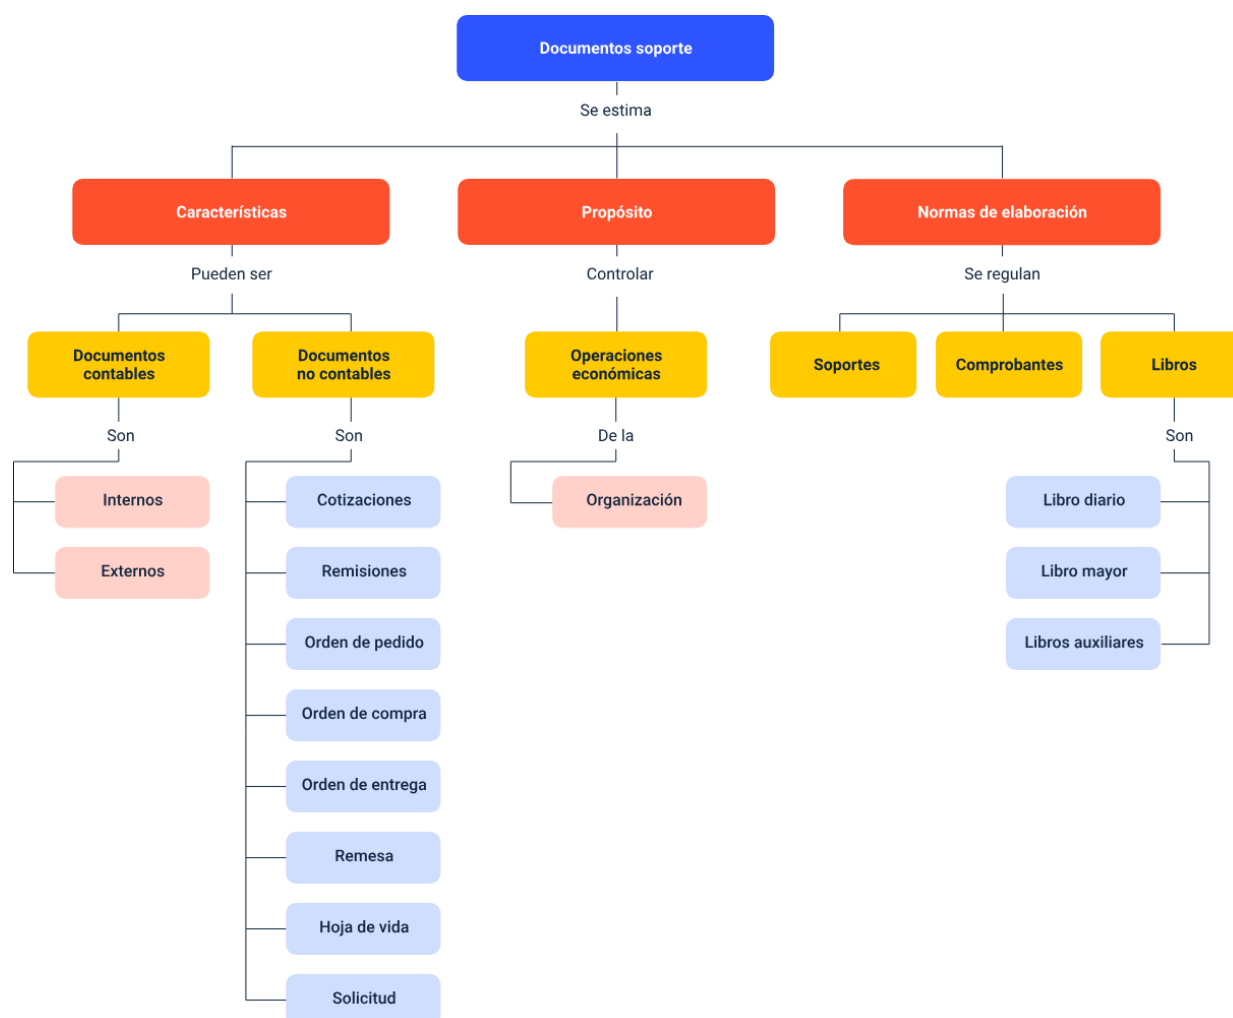 Documentos soporte
Se estima
Características
Propósito
Normas de elaboración
Pueden ser
Controlar
Se regulan
Documentos
contables
Documentos
no contables
Operaciones
económicas
Soportes
Comprobantes
Libros
Son
Son
De la
Son
Internos
Cotizaciones
Organización
Libro diario
Externos
Remisiones
Libro mayor
Orden de pedido
Libros auxiliares
Orden de compra
Orden de entrega
Remesa
Hoja de vida
Solicitud